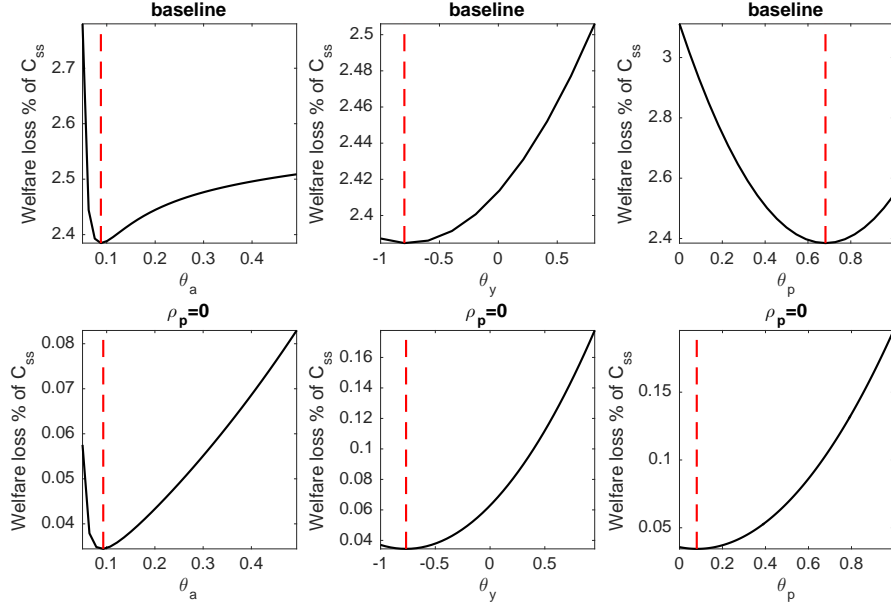 baseline
Welfare loss % of C_ss
2.7
2.6
2.5
2.4
0.1 0.2 0.3 0.4
θ_a
baseline
Welfare loss % of C_ss
2.5
2.48
2.46
2.44
2.42
2.4
-1 -0.5 0 0.5
θ_y
baseline
Welfare loss % of C_ss
3
2.8
2.6
2.4
0 0.2 0.4 0.6 0.8
θ_p
ρ_p=0
Welfare loss % of C_ss
0.08
0.07
0.06
0.05
0.04
0.1 0.2 0.3 0.4
θ_a
ρ_p=0
Welfare loss % of C_ss
0.16
0.14
0.12
0.1
0.08
0.06
0.04
-1 -0.5 0 0.5
θ_y
ρ_p=0
Welfare loss % of C_ss
0.15
0.1
0.05
0 0.2 0.4 0.6 0.8
θ_p